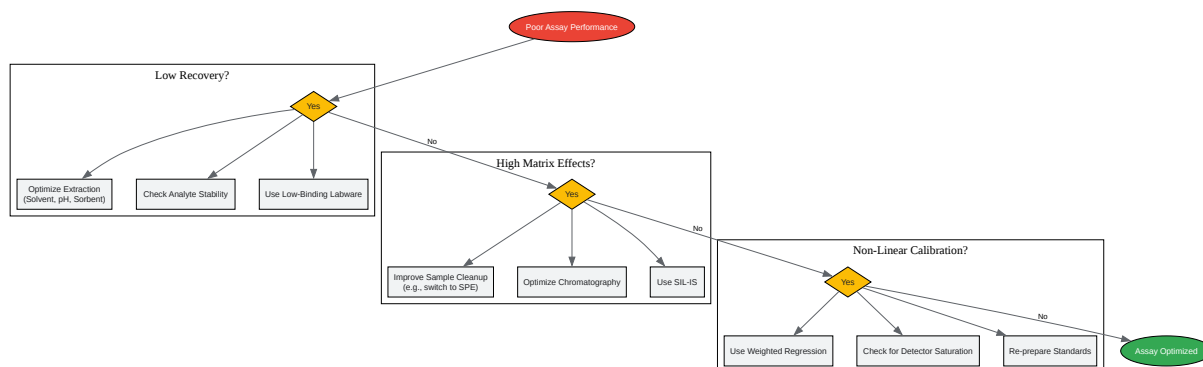 Poor Assay Performance
Low Recovery?
Yes
No
Optimize Extraction
(Solvent, pH, Sorbent)
Check Analyte Stability
Use Low-Binding Labware
High Matrix Effects?
Yes
No
Improve Sample Cleanup
(e.g., switch to SPE)
Optimize Chromatography
Use SIL-IS
Non-Linear Calibration?
Yes
No
Use Weighted Regression
Check for Detector Saturation
Re-prepare Standards
Assay Optimized